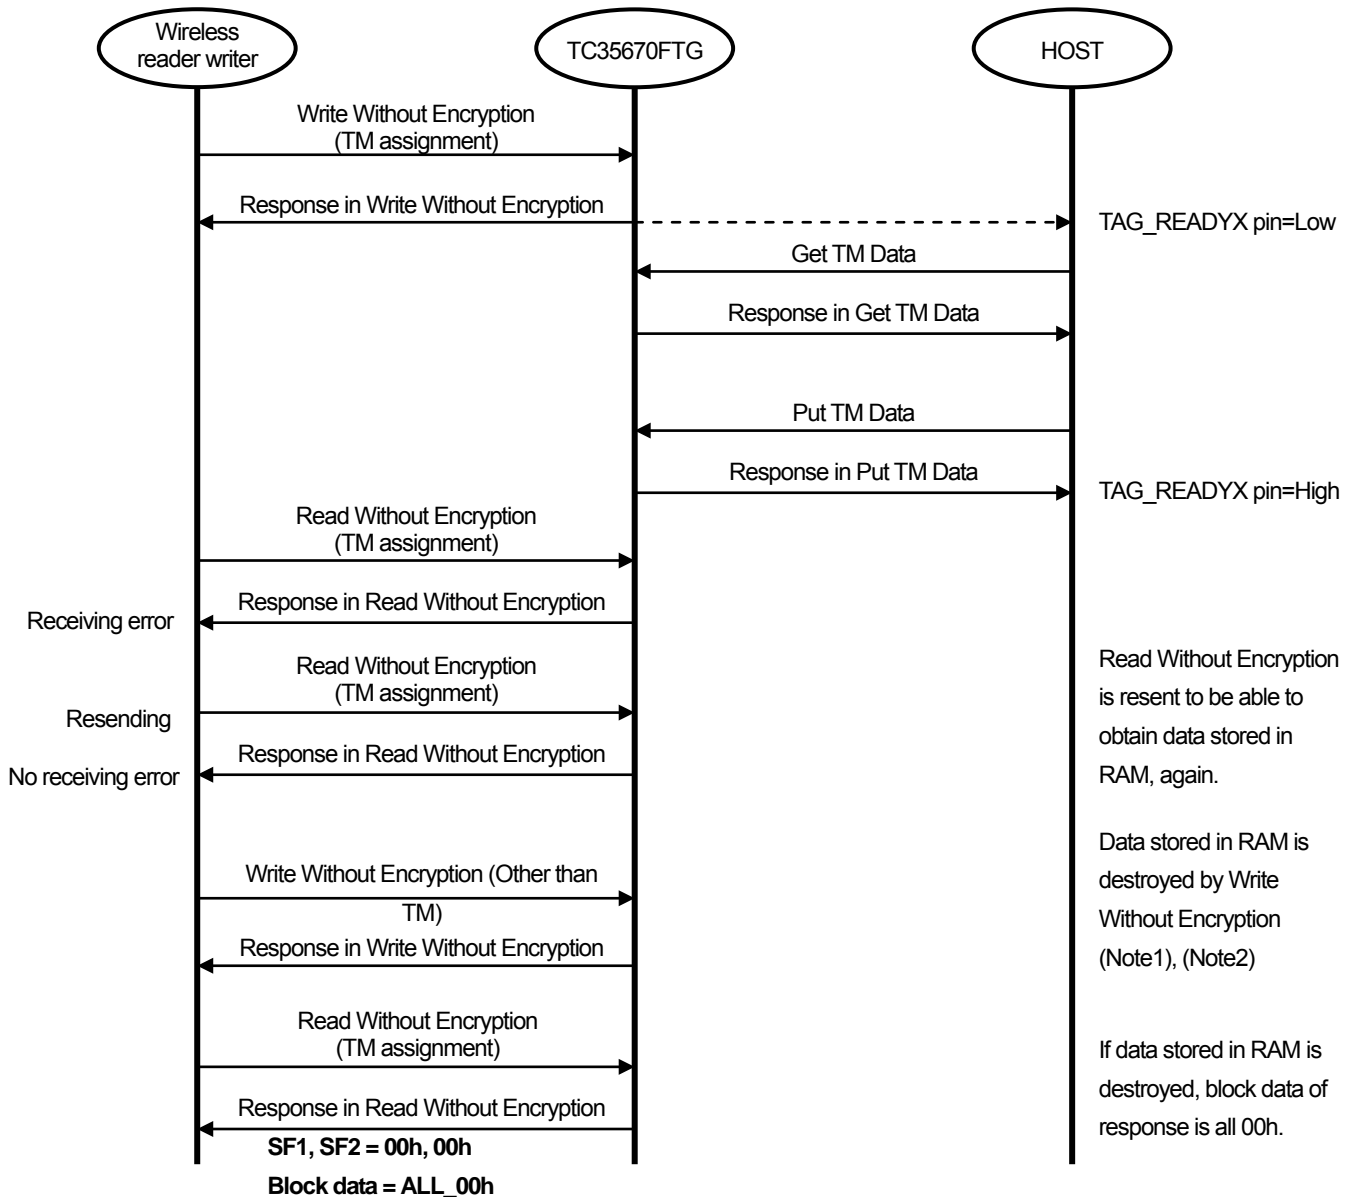 Wireless
reader writer
TC35670FTG
HOST
Write Without Encryption
(TM assignment)
Response in Write Without Encryption
TAG_READYX pin=Low
Get TM Data
Response in Get TM Data
Put TM Data
Response in Put TM Data
TAG_READYX pin=High
Read Without Encryption
(TM assignment)
Response in Read Without Encryption
Receiving error
Read Without Encryption
(TM assignment)
Resending
Response in Read Without Encryption
No receiving error
Read Without Encryption
is resent to be able to
obtain data stored in
RAM, again.
Write Without Encryption (Other than
TM)
Response in Write Without Encryption
Data stored in RAM is
destroyed by Write
Without Encryption
(Note1), (Note2)
Read Without Encryption
(TM assignment)
Response in Read Without Encryption
SF1, SF2 = 00h, 00h
Block data = ALL_00h
If data stored in RAM is
destroyed, block data of
response is all 00h.